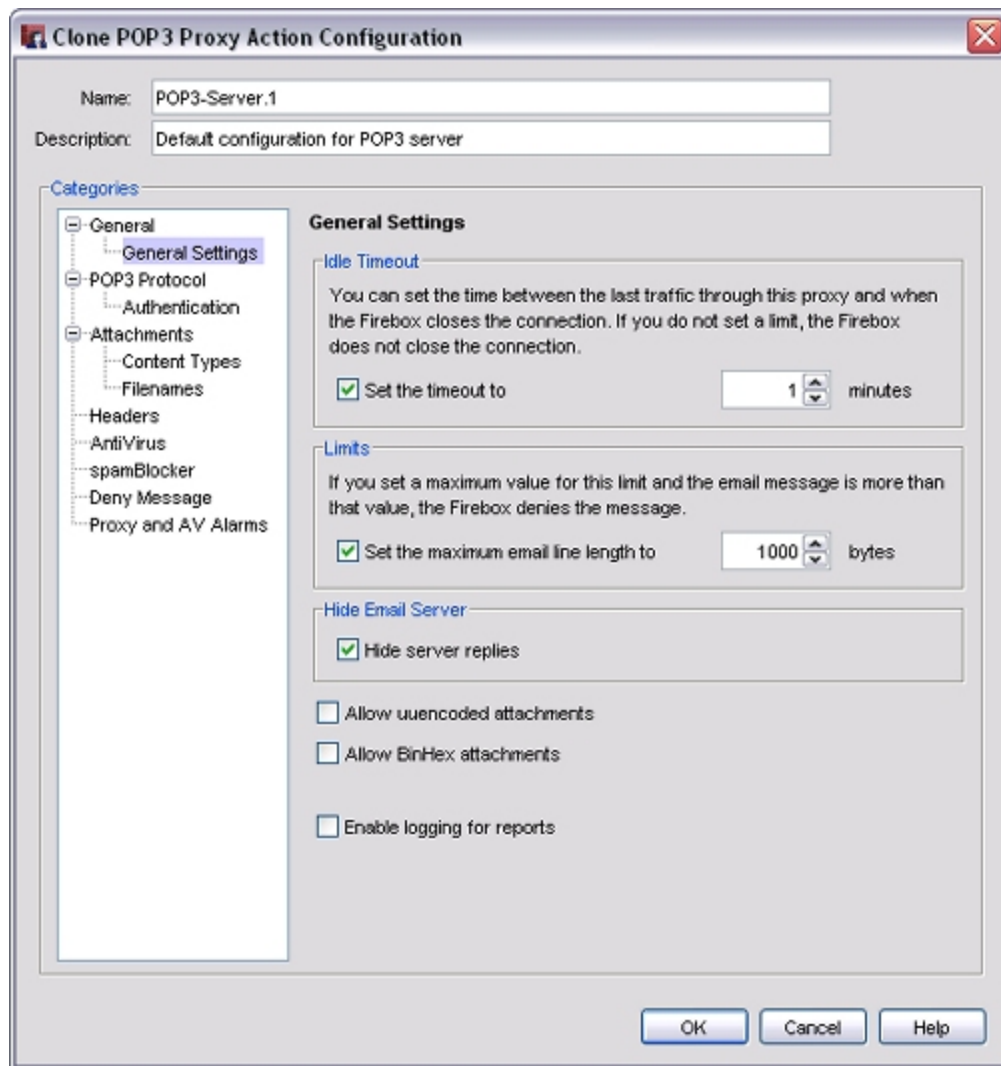 Clone POP3 Proxy Action Configuration
Name: POP3-Server.1
Description: Default configuration for POP3 server
Categories
General
General Settings
POP3 Protocol
Authentication
Attachments
Content Types
Filenames
Headers
AntiVirus
spamBlocker
Deny Message
Proxy and AV Alarms
General Settings
Idle Timeout
You can set the time between the last traffic through this proxy and when
the Firebox closes the connection. If you do not set a limit, the Firebox
does not close the connection.
Set the timeout to 1 minutes
Limits
If you set a maximum value for this limit and the email message is more than
that value, the Firebox denies the message.
Set the maximum email line length to 1000 bytes
Hide Email Server
Hide server replies
Allow uuencoded attachments
Allow BinHex attachments
Enable logging for reports
OK Cancel Help